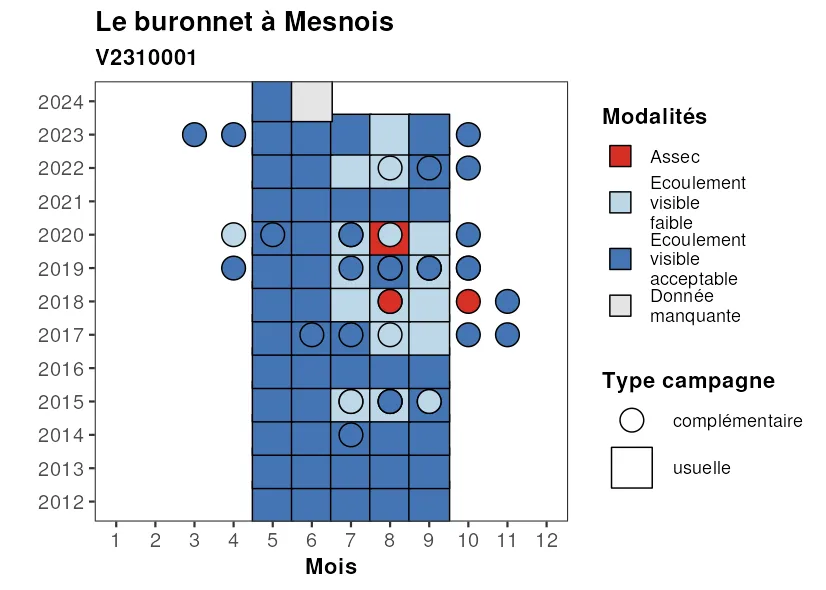 Le buronnet à Mesnois
V2310001
2024
2023
2022
2021
2020
2019
2018
2017
2016
2015
2014
2013
2012
1 2 3 4 5 6 7 8 9 10 11 12
Mois
Modalités
Assec
Ecoulement
visible
faible
Ecoulement
visible
acceptable
Donnée
manquante
Type campagne
complémentaire
usuelle